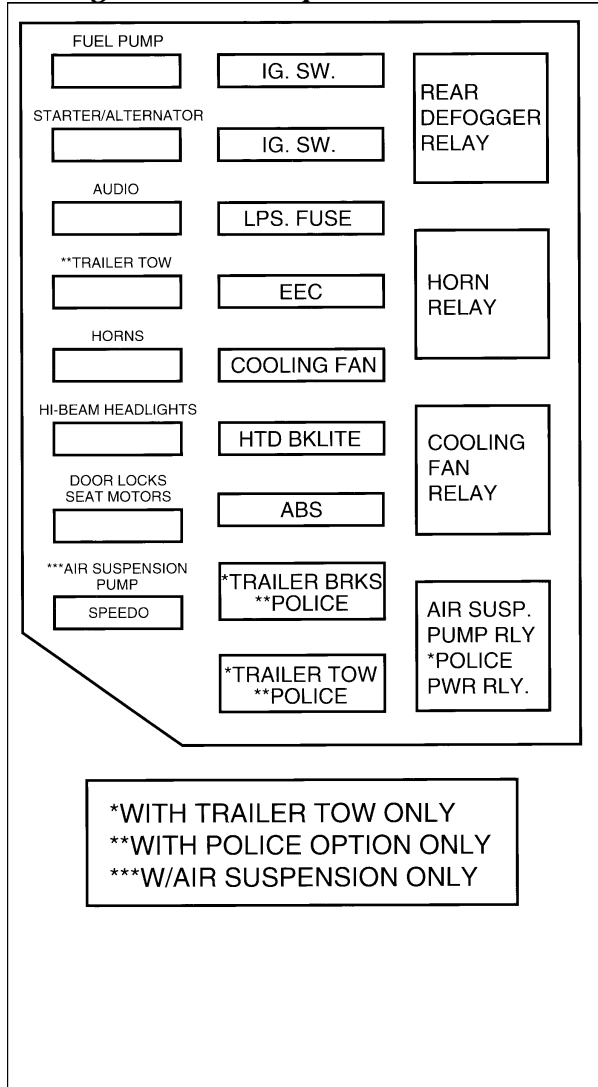 FUEL PUMP
STARTER/ALTERNATOR
AUDIO
**TRAILER TOW
HORNS
HI-BEAM HEADLIGHTS
DOOR LOCKS
SEAT MOTORS
***AIR SUSPENSION
PUMP
SPEEDO
IG. SW.
IG. SW.
LPS. FUSE
EEC
COOLING FAN
HTD BKLITE
ABS
*TRAILER BRKS
**POLICE
*TRAILER TOW
**POLICE
REAR
DEFOGGER
RELAY
HORN
RELAY
COOLING
FAN
RELAY
AIR SUSP.
PUMP RLY
*POLICE
PWR RLY.
*WITH TRAILER TOW ONLY
**WITH POLICE OPTION ONLY
***W/AIR SUSPENSION ONLY